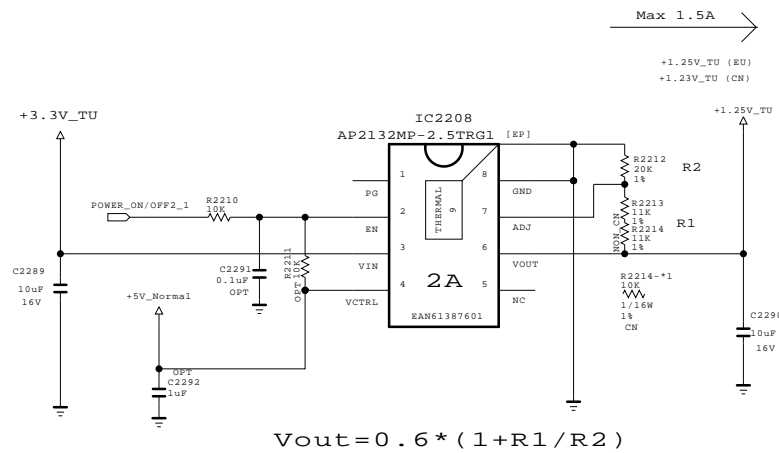 Max 1.5A
+1.25V_TU (EU)
+1.23V_TU (CN)
+3.3V_TU
+1.25V_TU
IC2208
AP2132MP-2.5TRG1 [EP]
1
PG
8
GND
R2212
20K
1%
R2
POWER_ON/OFF2_1
R2210
10K
THERMAL
9
2
EN
7
ADJ
R2213
11K
1%
R2214
11K
1%
NON_CN
R1
3
VIN
6
VOUT
C2289
10uF
16V
C2291
0.1uF
OPT
R2211
10K
OPT
+5V_Normal
4
VCTRL
2A
5
NC
EAN61387601
R2214-*1
10K
1/16W
1%
CN
C2290
10uF
16V
OPT
C2292
1uF
Vout=0.6*(1+R1/R2)